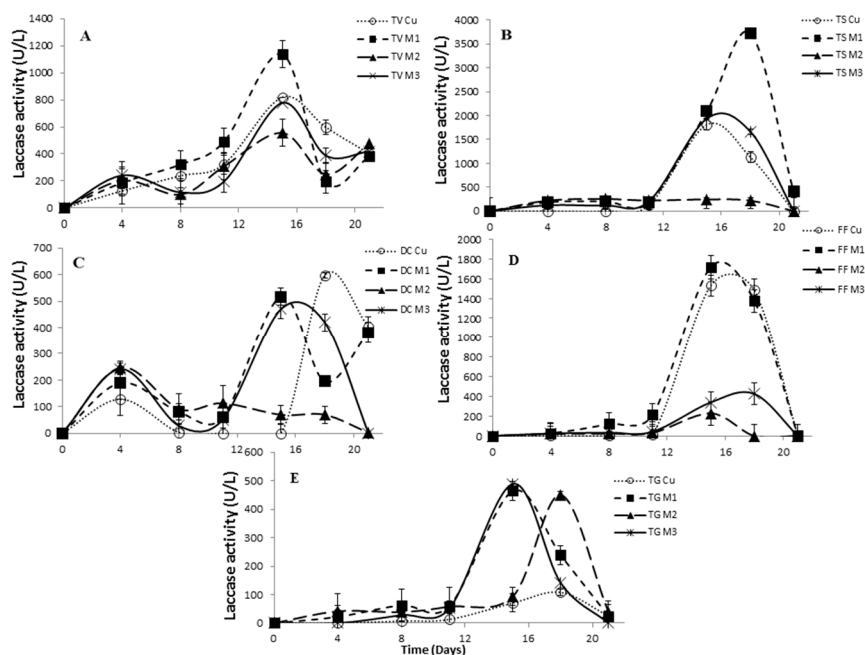 A
TV Cu
TV M1
TV M2
TV M3
Laccase activity (U/L)
1400
1200
1000
800
600
400
200
0
0 4 8 12 16 20
B
TS Cu
TS M1
TS M2
TS M3
Laccase activity (U/L)
4000
3500
3000
2500
2000
1500
1000
500
0
0 4 8 12 16 20
C
DC Cu
DC M1
DC M2
DC M3
Laccase activity (U/L)
700
600
500
400
300
200
100
0
0 4 8 12 16 20
D
FF Cu
FF M1
FF M2
FF M3
Laccase activity (U/L)
2000
1800
1600
1400
1200
1000
800
600
400
200
0
0 4 8 12 16 20
E
TG Cu
TG M1
TG M2
TG M3
Laccase activity (U/L)
600
500
400
300
200
100
0
0 4 8 12 16 20
Time (Days)